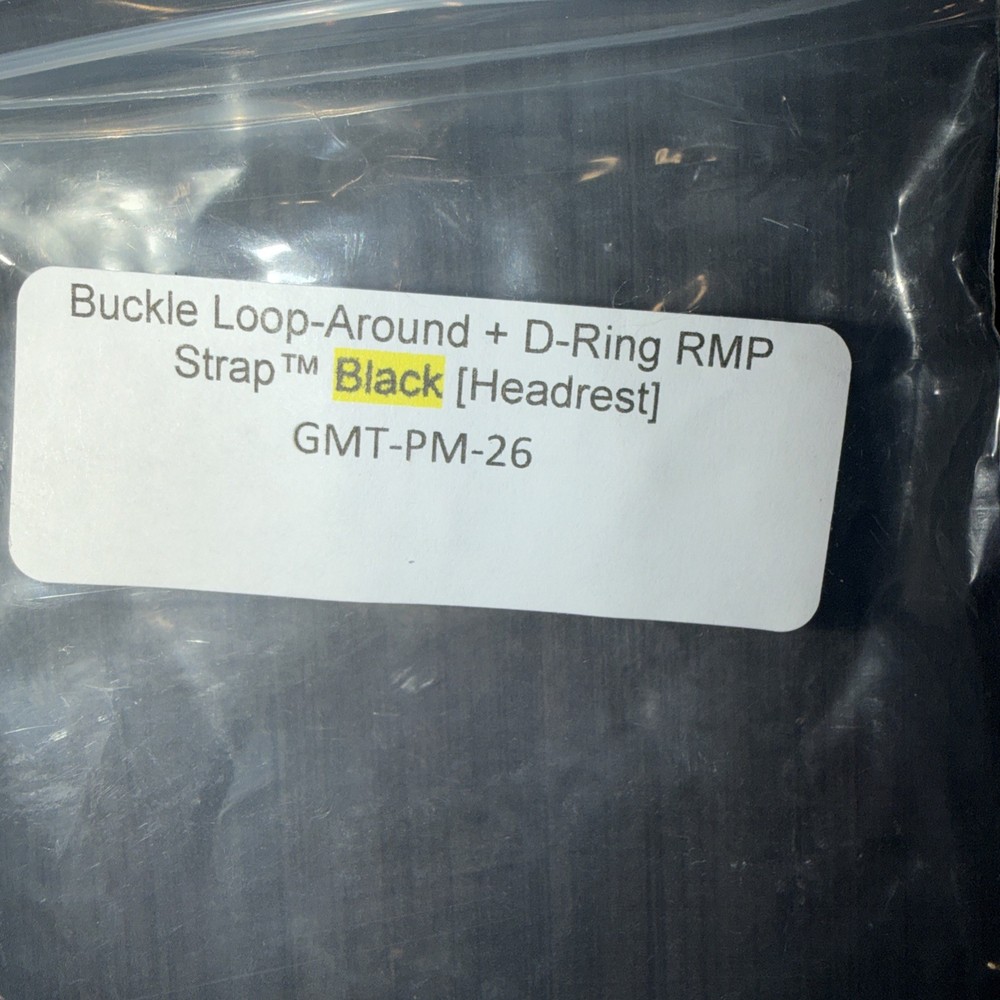 Buckle Loop-Around + D-Ring RMP
Strap™ Black [Headrest]
GMT-PM-26